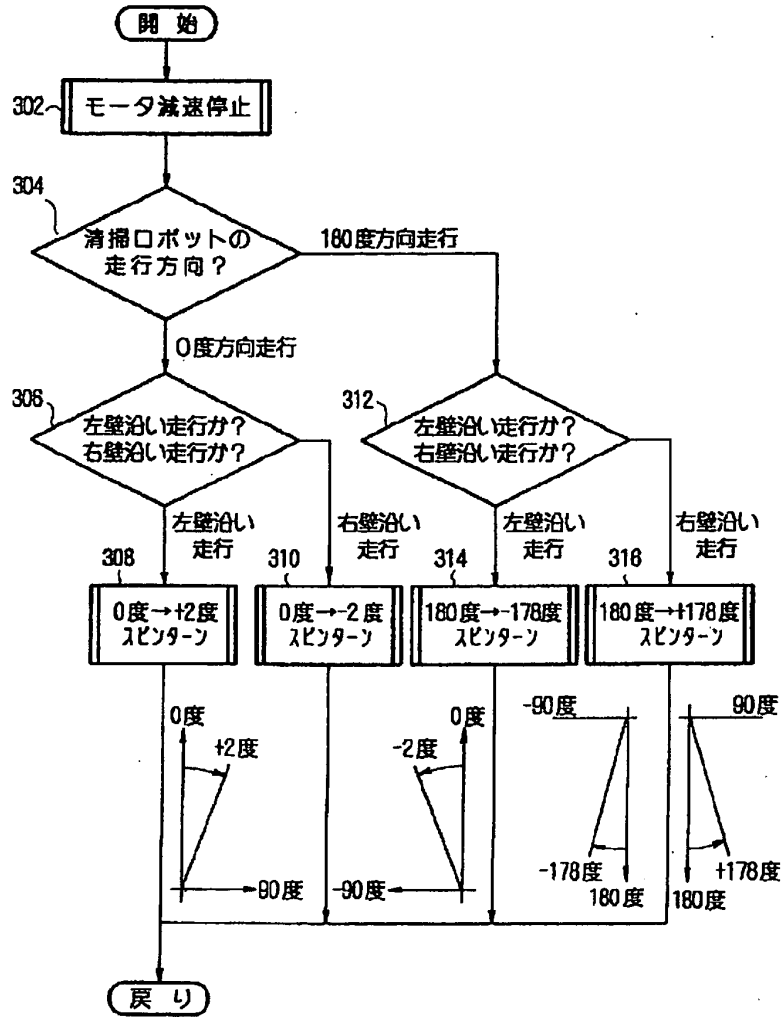 開始
302
モータ減速停止
304
清掃ロボットの
走行方向?
180度方向走行
0度方向走行
306
左壁沿い走行か?
右壁沿い走行か?
312
左壁沿い走行か?
右壁沿い走行か?
左壁沿い
走行
右壁沿い
走行
左壁沿い
走行
右壁沿い
走行
308
0度→+2度
スピンターン
310
0度→-2度
スピンターン
314
180度→-178度
スピンターン
316
180度→+178度
スピンターン
0度
+2度
90度
0度
-2度
-90度
-90度
-178度
180度
90度
+178度
180度
戻り